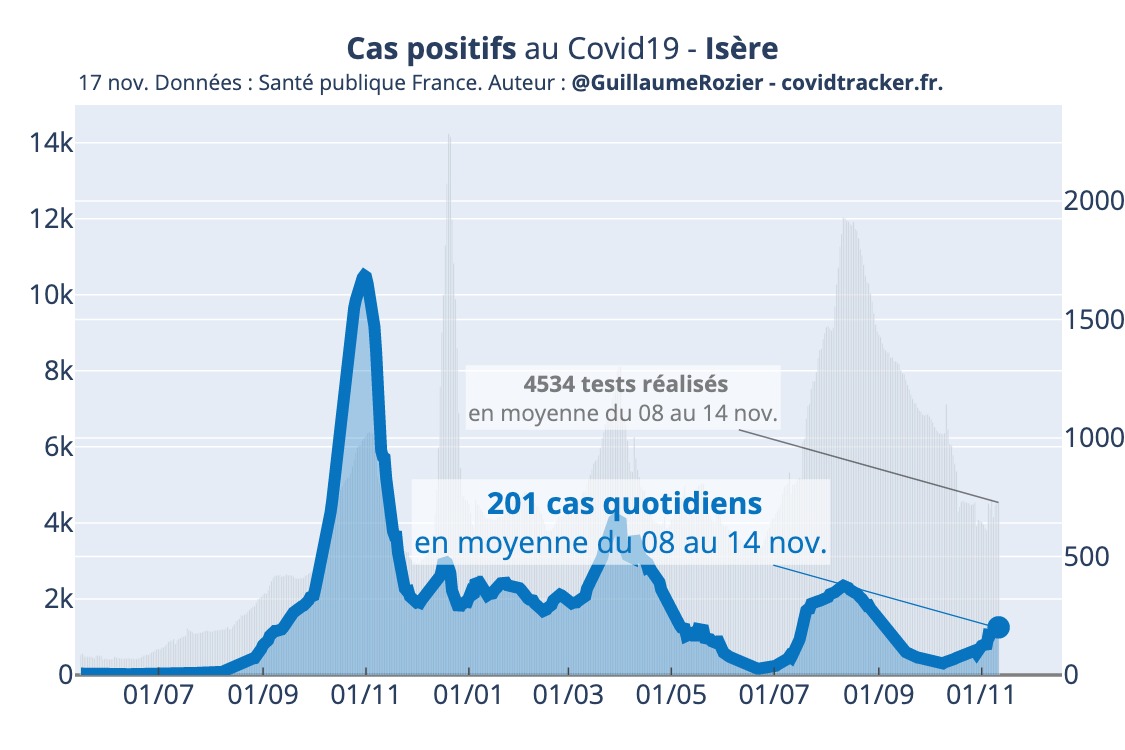 Cas positifs au Covid19 - Isère
17 nov. Données : Santé publique France. Auteur : @GuillaumeRozier - covidtracker.fr.
14k
12k
10k
8k
6k
4k
2k
0
2000
1500
1000
500
0
4534 tests réalisés
en moyenne du 08 au 14 nov.
201 cas quotidiens
en moyenne du 08 au 14 nov.
01/07 01/09 01/11 01/01 01/03 01/05 01/07 01/09 01/11